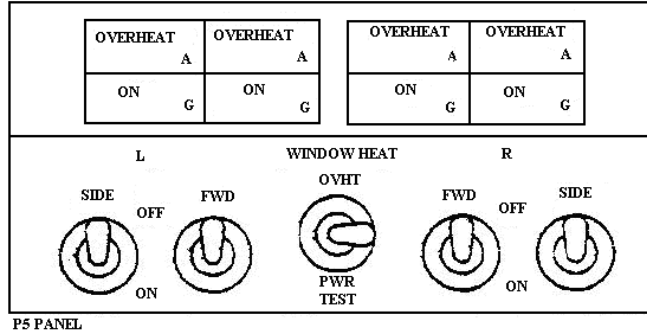 OVERHEAT OVERHEAT OVERHEAT OVERHEAT
A A A A
ON ON ON ON
G G G G
L WINDOW HEAT R
OVHT
SIDE FWD FWD SIDE
OFF OFF
ON ON
PWR
TEST
P5 PANEL